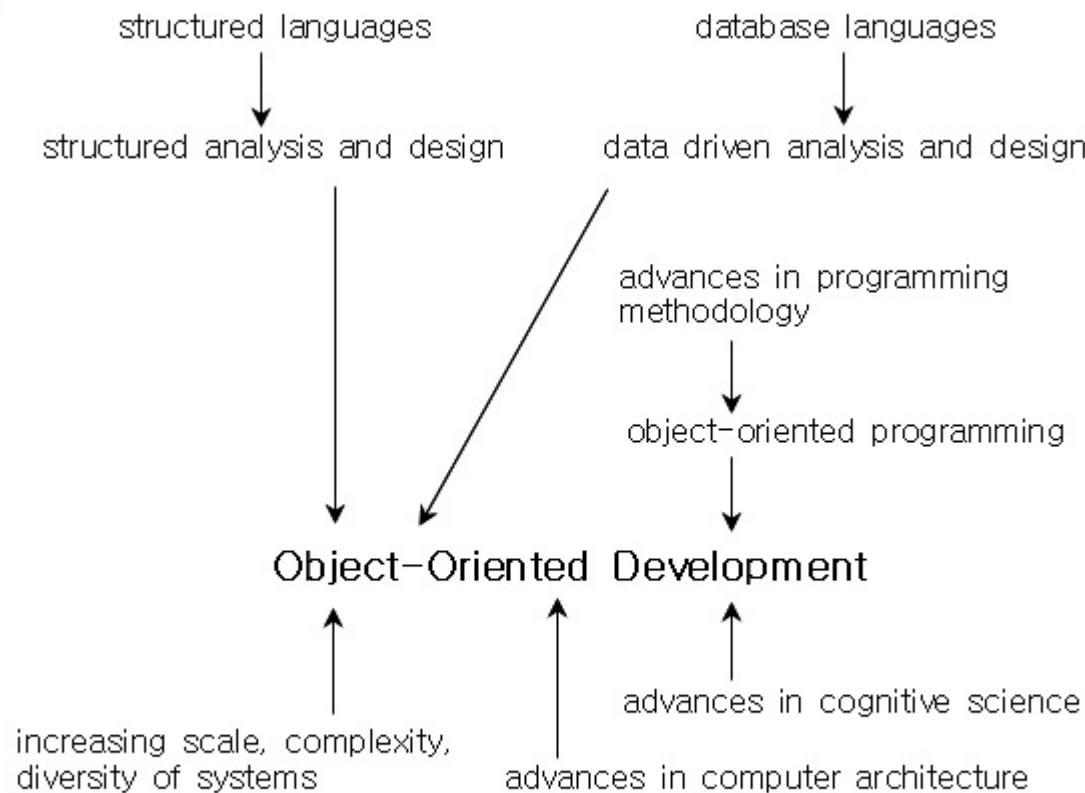 structured languages
database languages
structured analysis and design
data driven analysis and design
advances in programming
methodology
object-oriented programming
Object-Oriented Development
advances in cognitive science
increasing scale, complexity,
diversity of systems
advances in computer architecture